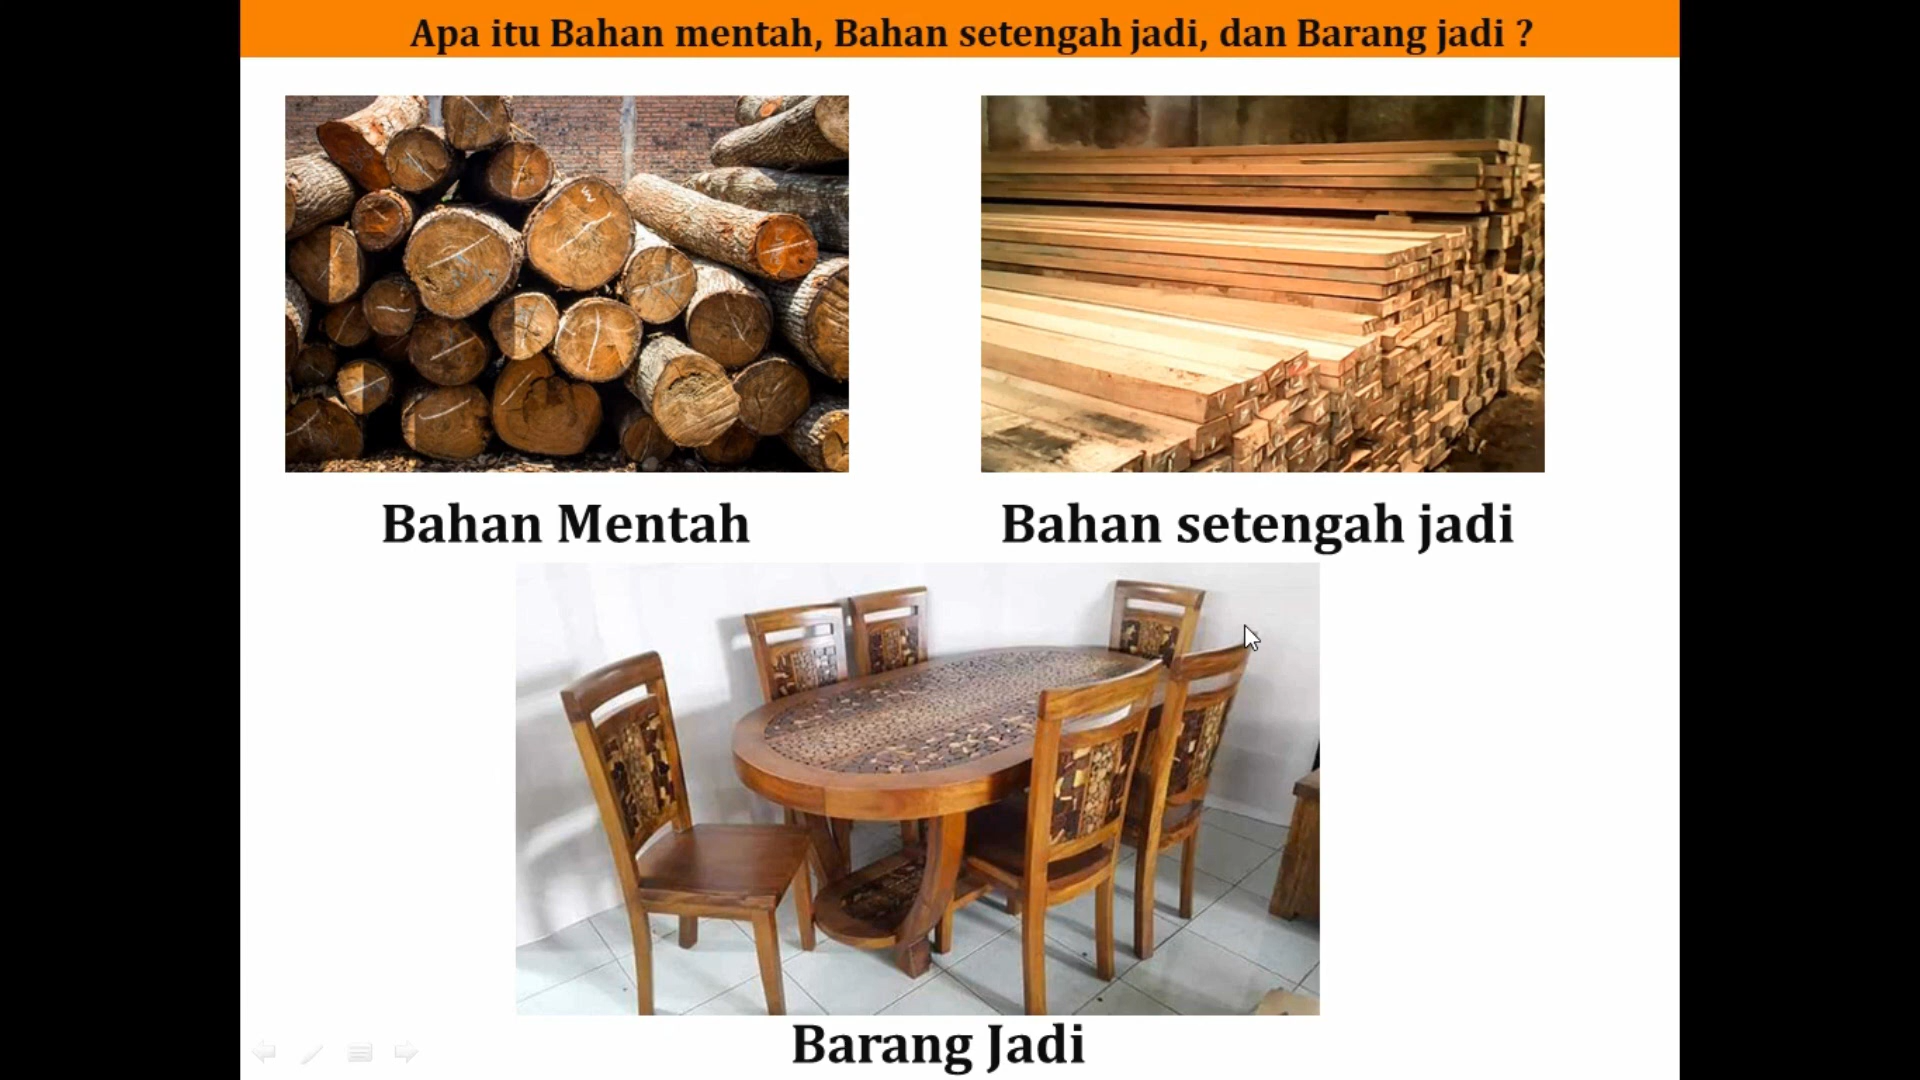 Apa itu Bahan mentah, Bahan setengah jadi, dan Barang jadi ?
Bahan Mentah
Bahan setengah jadi
Barang Jadi